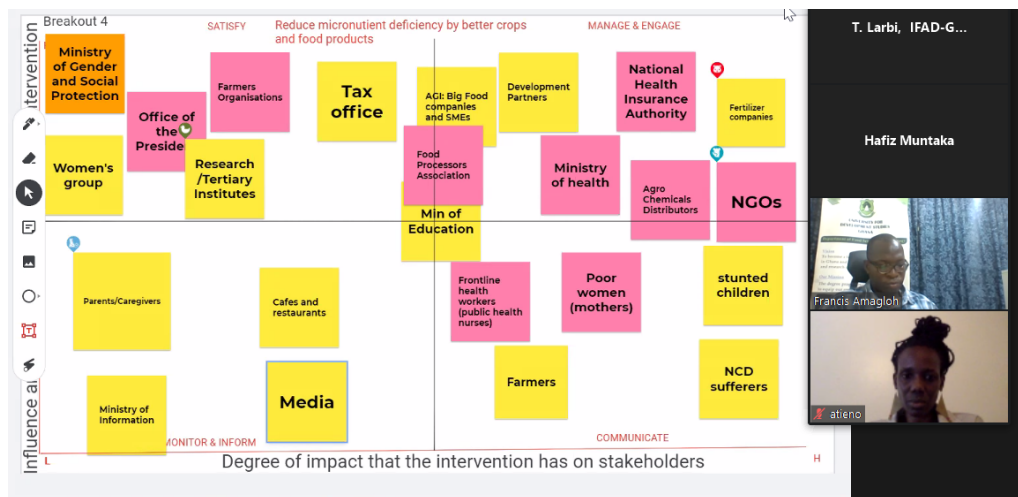 Breakout 4
SATISFY
Reduce micronutient deficiency by better crops
and food products
MANAGE & ENGAGE
Ministry
of Gender
and Social
Protection
Office of
the
Preside
Farmers
Organisations
Tax
office
AGI: Big Food
companies
and SMEs
Development
Partners
National
Health
Insurance
Authority
Fertilizer
companies
Women's
group
Research
/Tertiary
Institutes
Food
Processors
Association
Ministry
of health
Agro
Chemicals
Distributors
NGOs
Min of
Education
Parents/Caregivers
Cafes and
restaurants
Frontline
health
workers
(public health
nurses)
Poor
women
(mothers)
stunted
children
Ministry of
Information
Media
Farmers
NCD
sufferers
MONITOR & INFORM
COMMUNICATE
L
Degree of impact that the intervention has on stakeholders
H
Influence a
ntervention
T. Larbi, IFAD-G...
Hafiz Muntaka
UNIVERSITY FOR
DEVELOPMENT STUDIES
Francis Amagloh
atieno